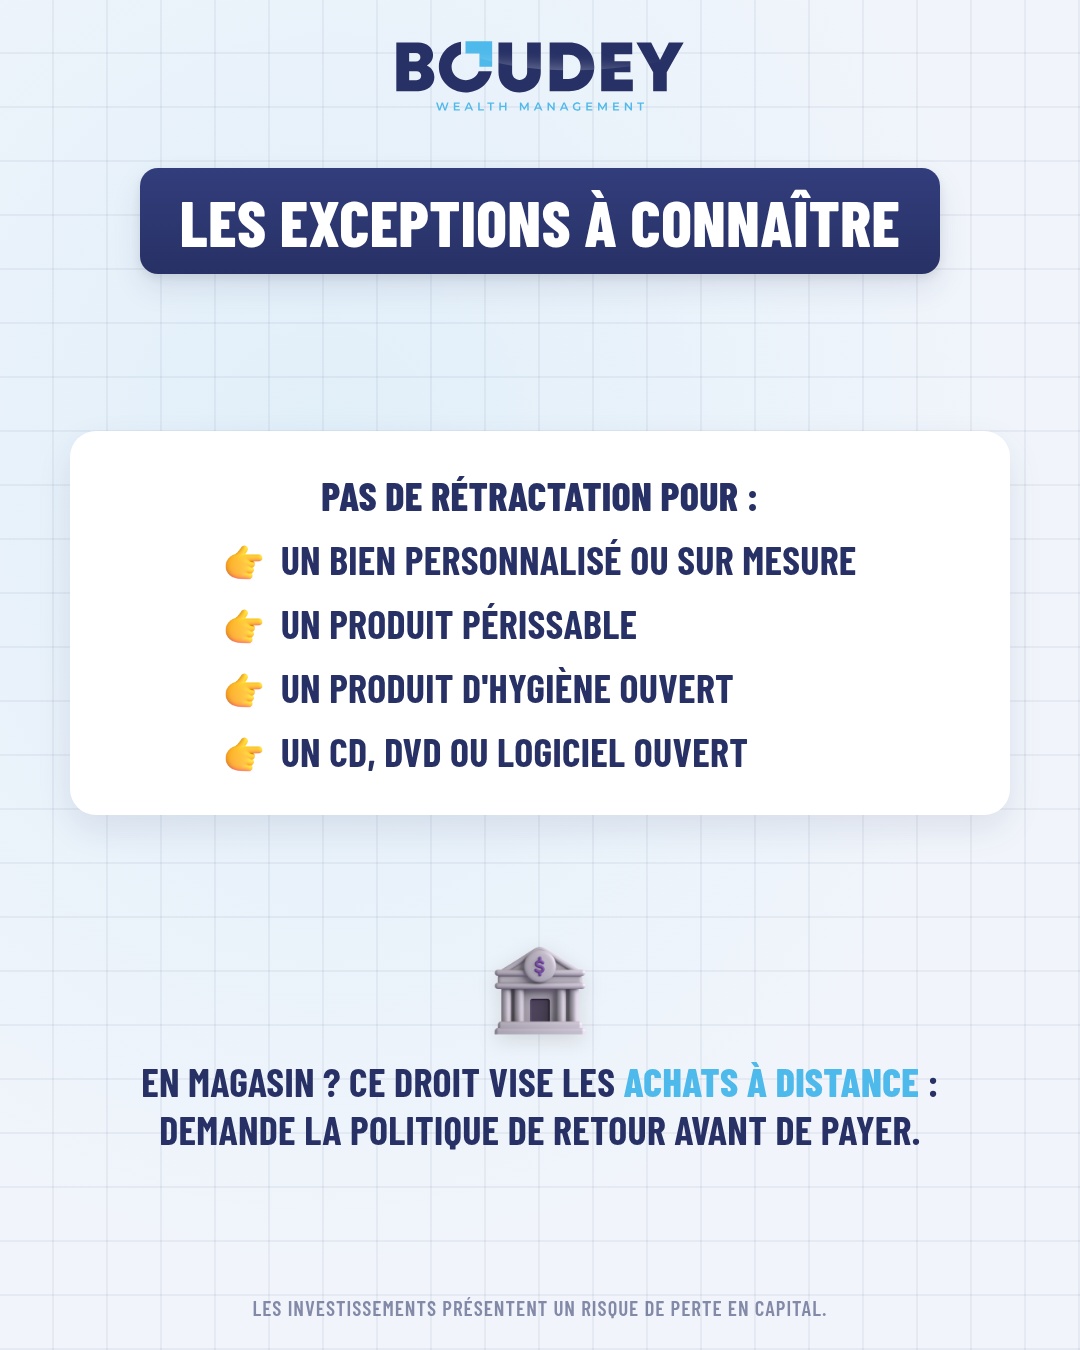 BOUDEY
WEALTH MANAGEMENT
LES EXCEPTIONS À CONNAÎTRE
PAS DE RÉTRACTATION POUR :
👉 UN BIEN PERSONNALISÉ OU SUR MESURE
👉 UN PRODUIT PÉRISSABLE
👉 UN PRODUIT D'HYGIÈNE OUVERT
👉 UN CD, DVD OU LOGICIEL OUVERT
$
EN MAGASIN ? CE DROIT VISE LES ACHATS À DISTANCE :
DEMANDE LA POLITIQUE DE RETOUR AVANT DE PAYER.
LES INVESTISSEMENTS PRÉSENTENT UN RISQUE DE PERTE EN CAPITAL.